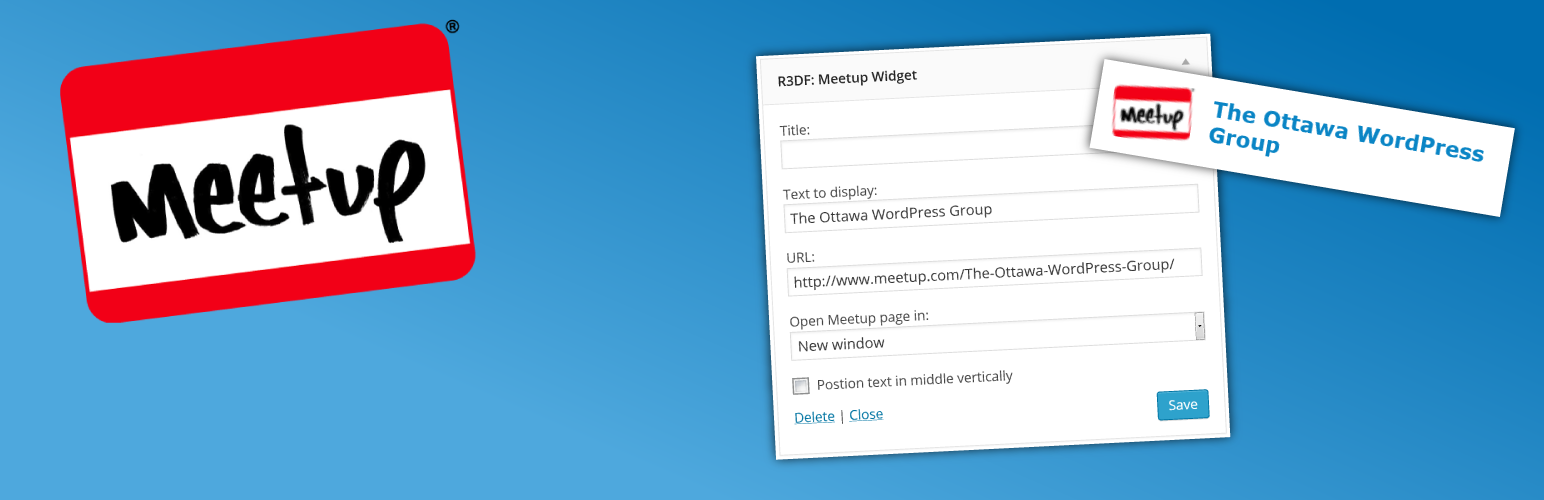 meetup®
R3DF: Meetup Widget
Title:
Text to display:
The Ottawa WordPress Group
URL:
http://www.meetup.com/The-Ottawa-WordPress-Group/
Open Meetup page in:
New window
Postion text in middle vertically
Delete | Close
Save
meetup
The Ottawa WordPress
Group